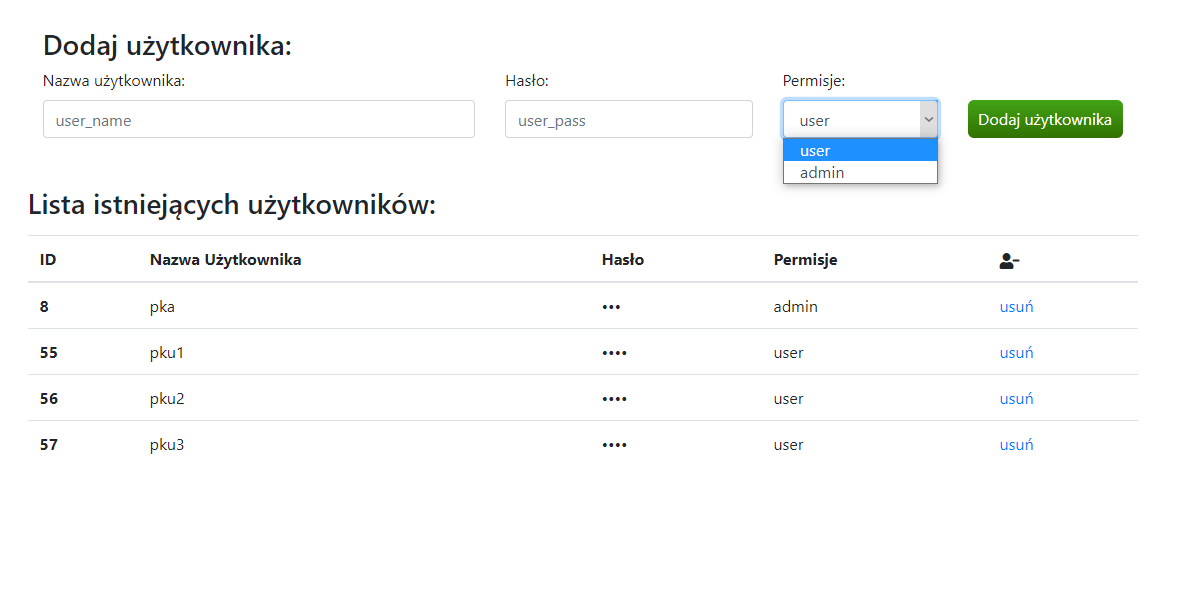 Dodaj użytkownika:
Nazwa użytkownika: Hasło: Permisje:
user_name user_pass user Dodaj użytkownika
user
admin
Lista istniejących użytkowników:
ID Nazwa Użytkownika Hasło Permisje
8 pka ••• admin usuń
55 pku1 •••• user usuń
56 pku2 •••• user usuń
57 pku3 •••• user usuń